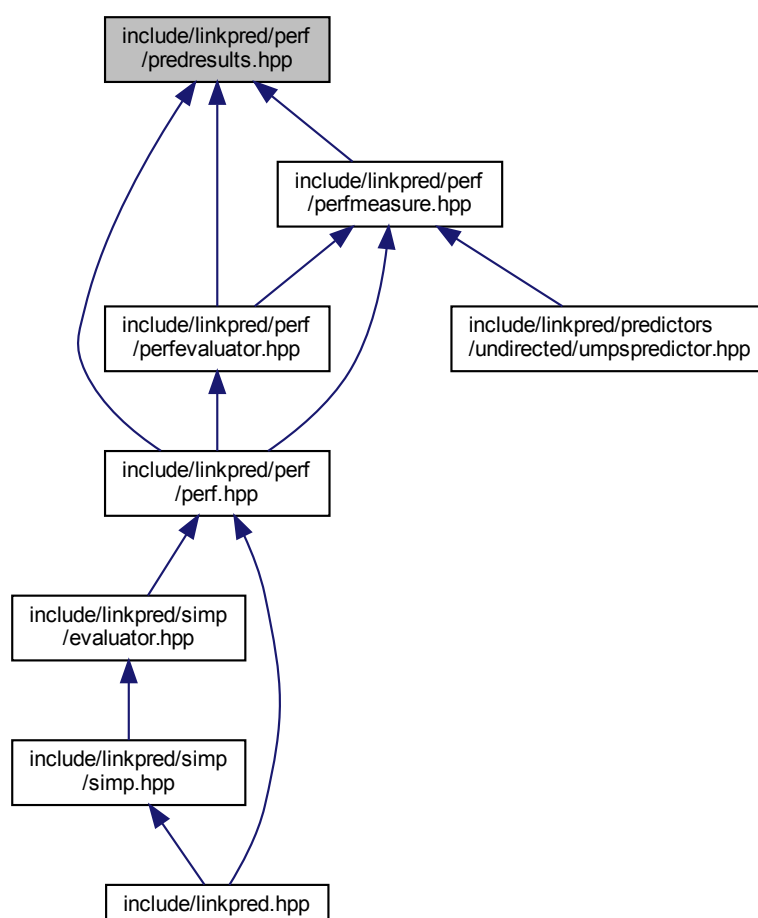 include/linkpred/perf
/predresults.hpp
include/linkpred/perf
/perfmeasure.hpp
include/linkpred/perf
/perfevaluator.hpp
include/linkpred/predictors
/undirected/umpspredictor.hpp
include/linkpred/perf
/perf.hpp
include/linkpred/simp
/evaluator.hpp
include/linkpred/simp
/simp.hpp
include/linkpred.hpp